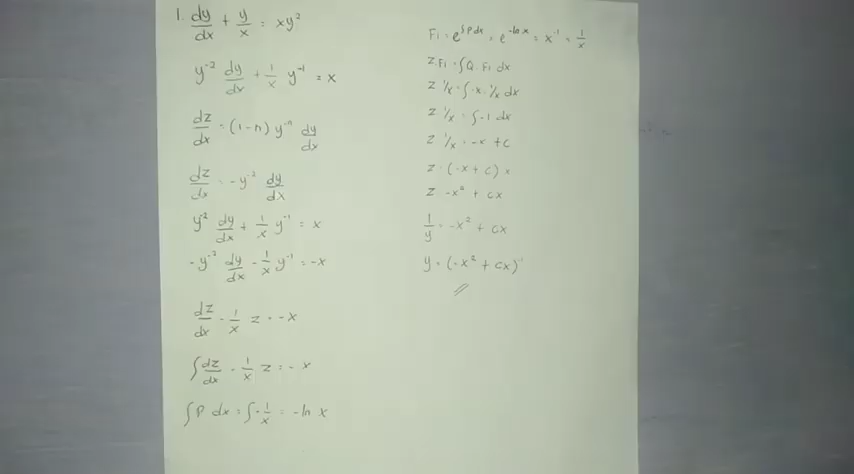 1. dy/dx + y/x = xy²
y⁻² dy/dx + 1/x y⁻¹ = x
dz/dx = (1-n) y⁻ⁿ dy/dx
dz/dx = -y⁻² dy/dx
y⁻² dy/dx + 1/x y⁻¹ = x
-y⁻² dy/dx - 1/x y⁻¹ = -x
dz/dx - 1/x z = -x
∫ dz/dx - 1/x z = -x
∫P dx = ∫-1/x = -ln x
FI = e^∫P dx = e^-ln x = x⁻¹ = 1/x
z.FI = ∫Q.FI dx
z 1/x = ∫-x.1/x dx
z 1/x = ∫-1 dx
z 1/x = -x + C
z = (-x + c) x
z = -x² + cx
1/y = -x² + cx
y = (-x² + cx)⁻¹